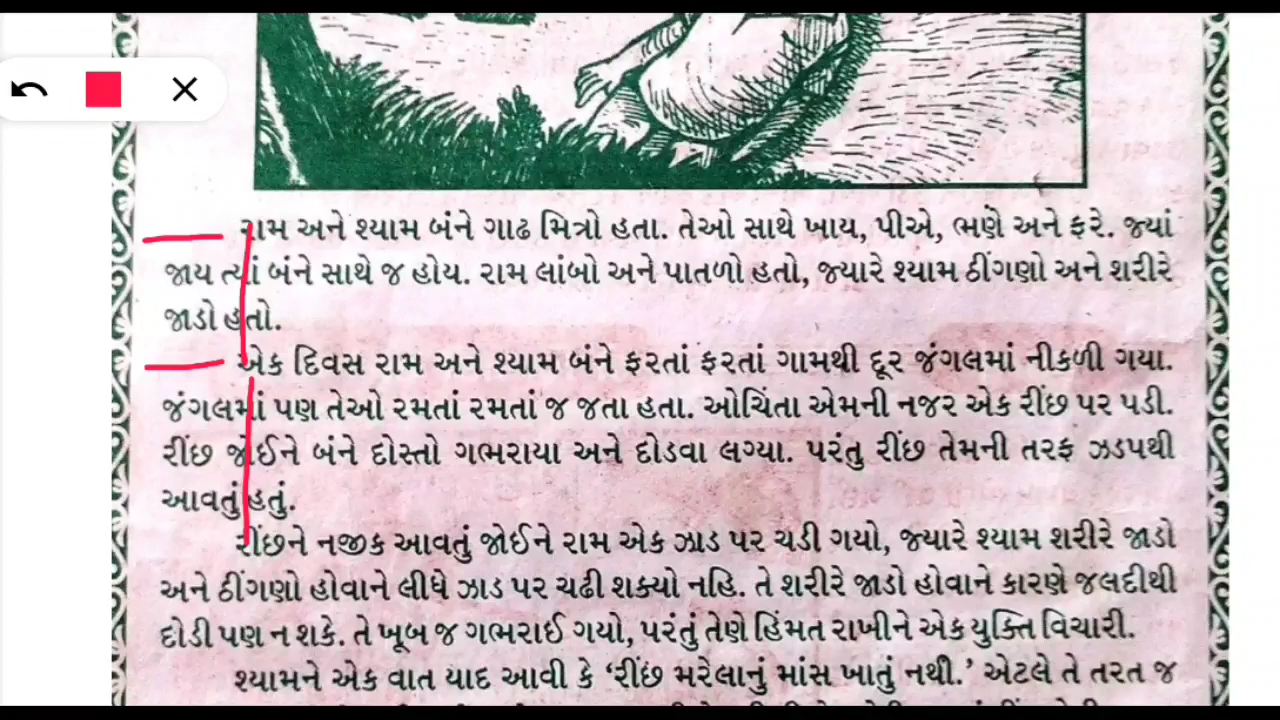 રામ અને શ્યામ બંને ગાઢ મિત્રો હતા. તેઓ સાથે ખાય, પીએ, ભણે અને ફરે. જ્યાં
જાય ત્યાં બંને સાથે જ હોય. રામ લાંબો અને પાતળો હતો, જ્યારે શ્યામ ઠીંગણો અને શરીરે
જાડો હતો.
એક દિવસ રામ અને શ્યામ બંને ફરતાં ફરતાં ગામથી દૂર જંગલમાં નીકળી ગયા.
જંગલમાં પણ તેઓ રમતાં રમતાં જ જતા હતા. ઓચિંતા એમની નજર એક રીંછ પર પડી.
રીંછ જોઈને બંને દોસ્તો ગભરાયા અને દોડવા લગ્યા. પરંતુ રીંછ તેમની તરફ ઝડપથી
આવતું હતું.
રીંછને નજીક આવતું જોઈને રામ એક ઝાડ પર ચડી ગયો, જ્યારે શ્યામ શરીરે જાડો
અને ઠીંગણો હોવાને લીધે ઝાડ પર ચઢી શક્યો નહિ. તે શરીરે જાડો હોવાને કારણે જલદીથી
દોડી પણ ન શકે. તે ખૂબ જ ગભરાઈ ગયો, પરંતુ તેણે હિંમત રાખીને એક યુક્તિ વિચારી.
શ્યામને એક વાત યાદ આવી કે ‘રીંછ મરેલાનું માંસ ખાતું નથી.’ એટલે તે તરત જ